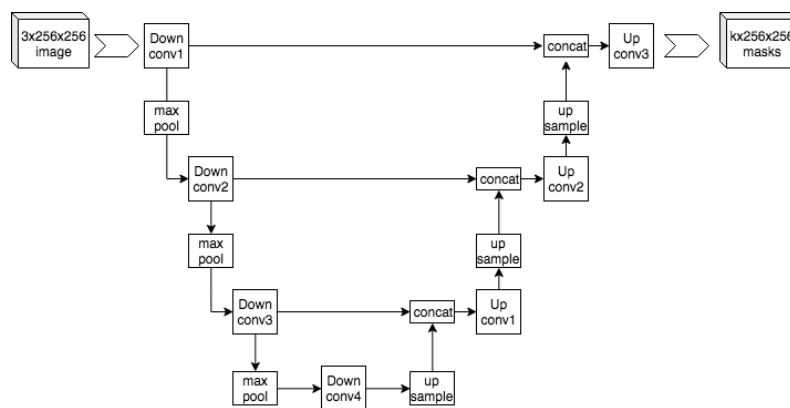 3x256x256
image
Down
conv1
concat
Up
conv3
kx256x256
masks
max
pool
up
sample
Down
conv2
concat
Up
conv2
max
pool
up
sample
Down
conv3
concat
Up
conv1
max
pool
Down
conv4
up
sample